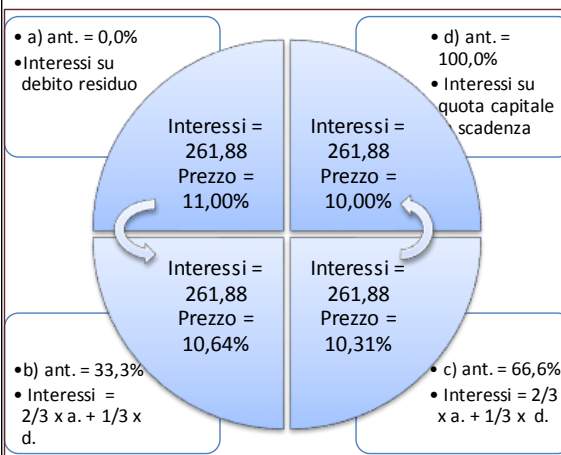 • a) ant. = 0,0%
• Interessi su
debito residuo
• d) ant. =
100,0%
• Interessi su
quota capitale
scadenza
Interessi =
261,88
Prezzo =
11,00%
Interessi =
261,88
Prezzo =
10,00%
Interessi =
261,88
Prezzo =
10,64%
Interessi =
261,88
Prezzo =
10,31%
• b) ant. = 33,3%
• Interessi =
2/3 x a. + 1/3 x
d.
• c) ant. = 66,6%
• Interessi = 2/3
x a. + 1/3 x d.